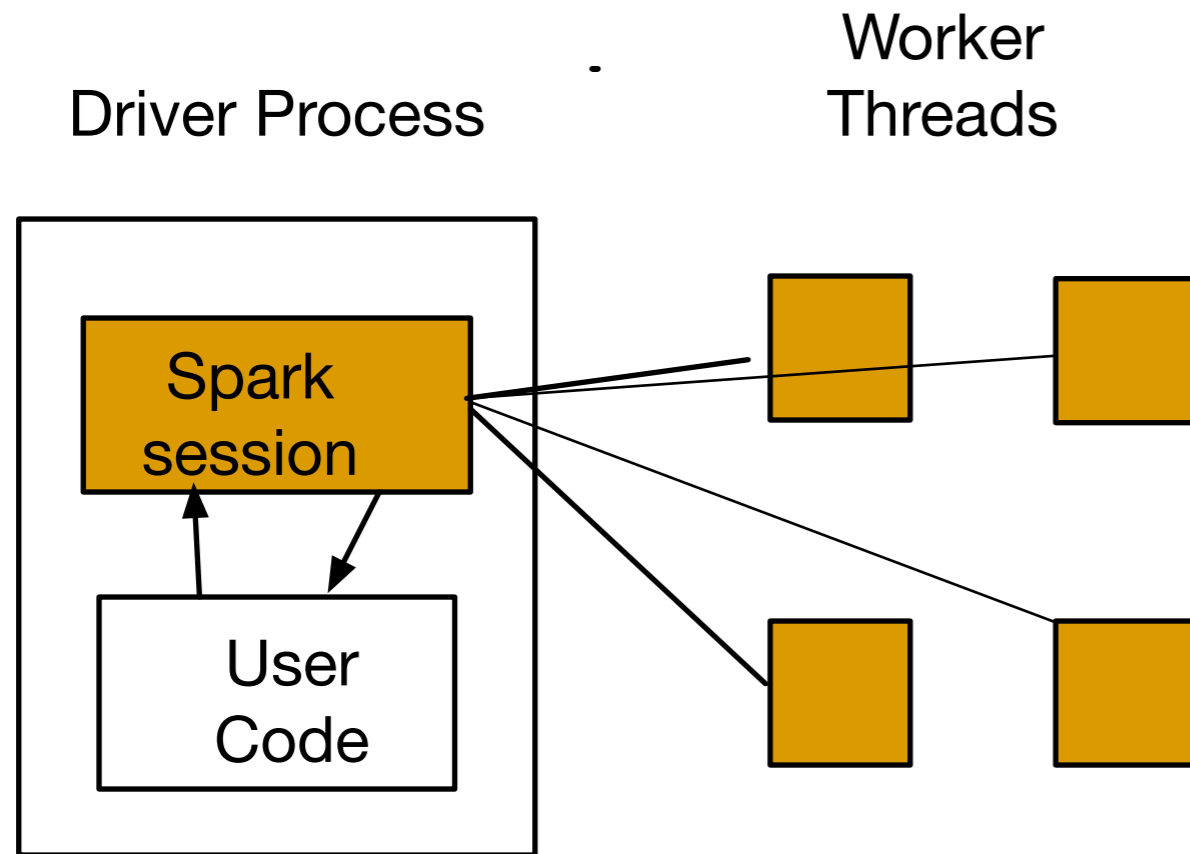 Driver Process
Worker
Threads
Spark
session
User
Code